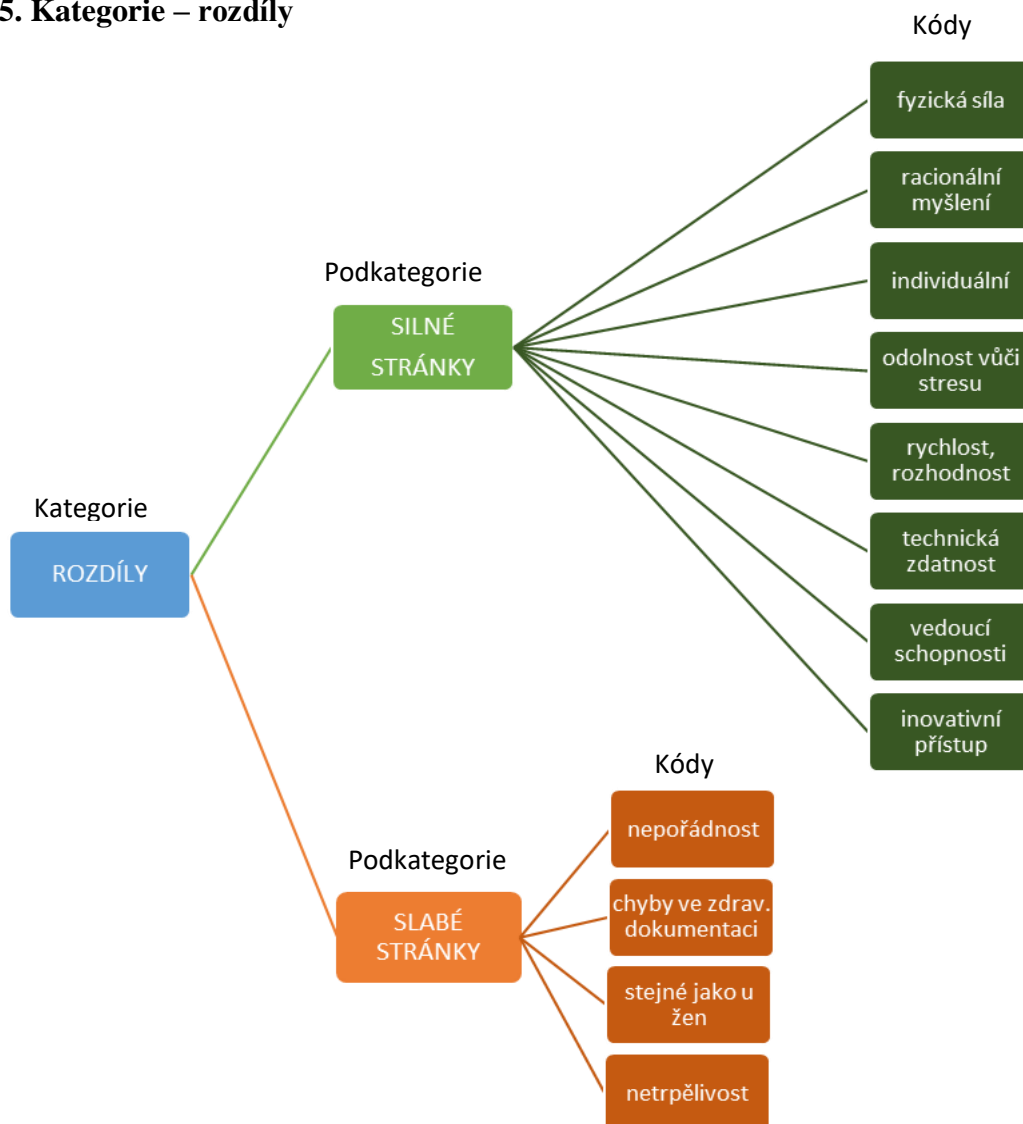 5. Kategorie – rozdíly
Kódy
fyzická síla
racionální
myšlení
individuální
odolnost vůči
stresu
rychlost,
rozhodnost
technická
zdatnost
vedoucí
schopnosti
inovativní
přístup
Podkategorie
SILNÉ
STRÁNKY
Kategorie
ROZDÍLY
Podkategorie
SLABÉ
STRÁNKY
Kódy
nepořádnost
chyby ve zdrav.
dokumentaci
stejné jako u
žen
netrpělivost